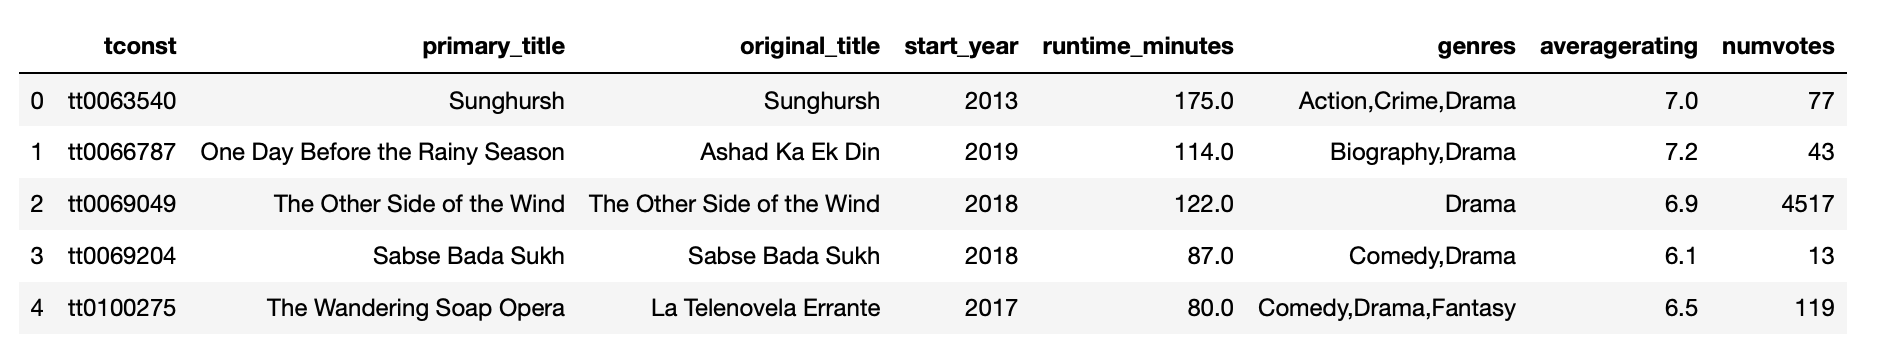 tconst primary_title original_title start_year runtime_minutes genres averagerating numvotes
0 tt0063540 Sunghursh Sunghursh 2013 175.0 Action,Crime,Drama 7.0 77
1 tt0066787 One Day Before the Rainy Season Ashad Ka Ek Din 2019 114.0 Biography,Drama 7.2 43
2 tt0069049 The Other Side of the Wind The Other Side of the Wind 2018 122.0 Drama 6.9 4517
3 tt0069204 Sabse Bada Sukh Sabse Bada Sukh 2018 87.0 Comedy,Drama 6.1 13
4 tt0100275 The Wandering Soap Opera La Telenovela Errante 2017 80.0 Comedy,Drama,Fantasy 6.5 119